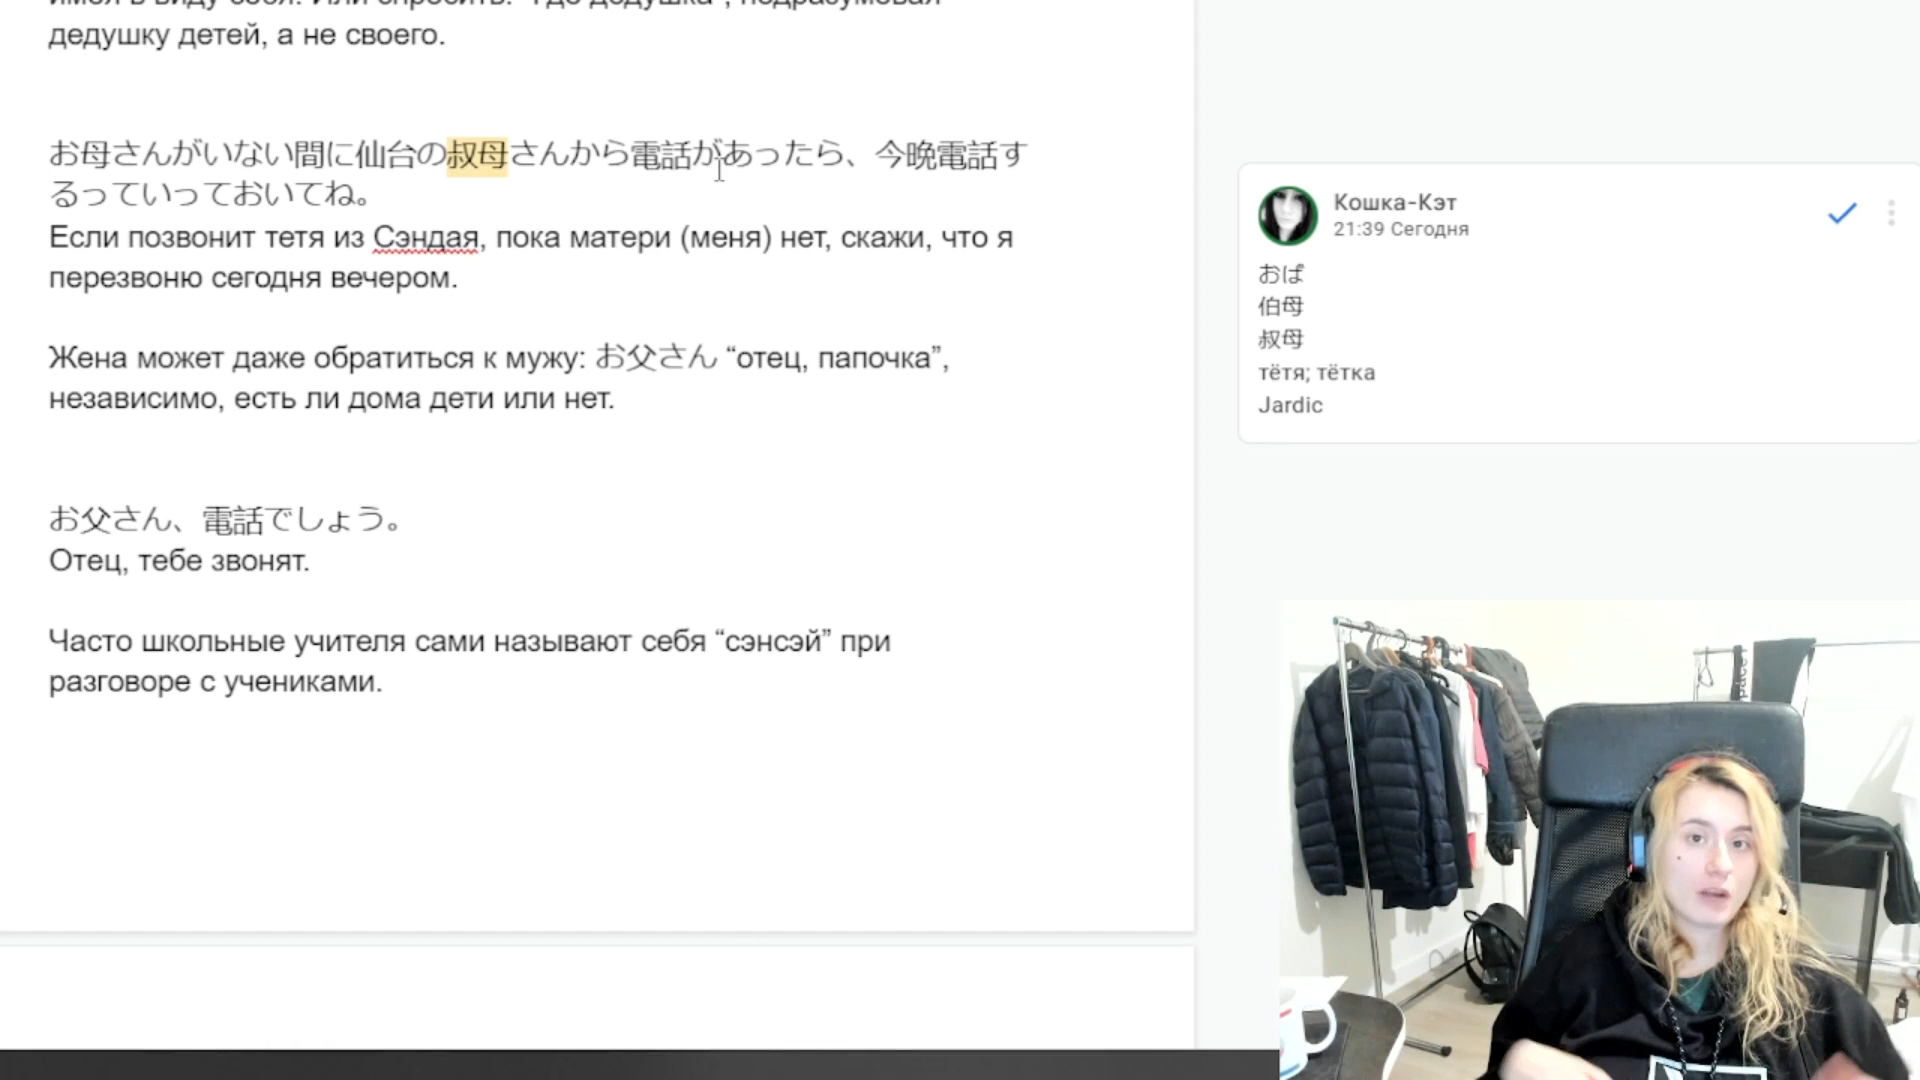 дедушку детей, а не своего.
お母さんがいない間に仙台の叔母さんから電話があったら、今晩電話す
るっていっておいてね。
Если позвонит тетя из Сэндая, пока матери (меня) нет, скажи, что я
перезвоню сегодня вечером.
Жена может даже обратиться к мужу: お父さん “отец, папочка”,
независимо, есть ли дома дети или нет.
お父さん、電話でしょう。
Отец, тебе звонят.
Часто школьные учителя сами называют себя “сэнсэй” при
разговоре с учениками.
Кошка-Кэт
21:39 Сегодня
おば
伯母
叔母
тётя; тётка
Jardic